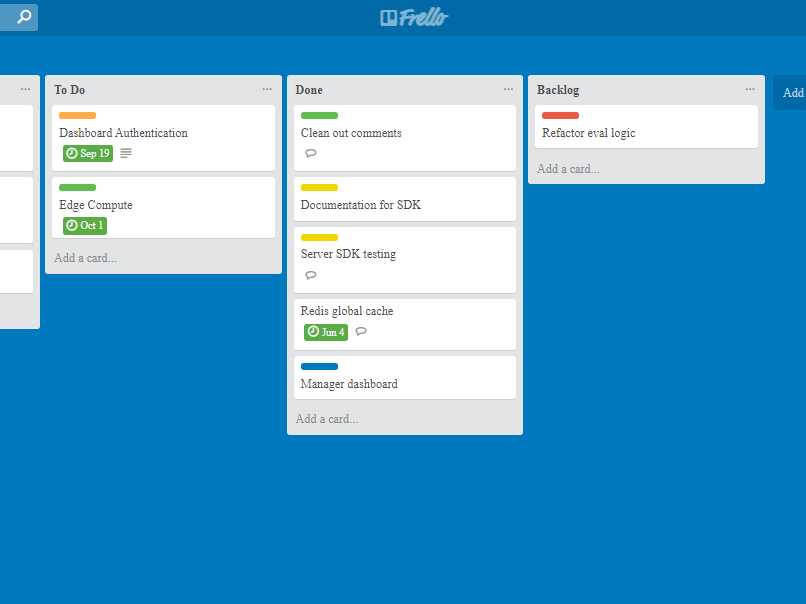 Frello
To Do
Dashboard Authentication
Sep 19
Edge Compute
Oct 1
Add a card...
Done
Clean out comments
Documentation for SDK
Server SDK testing
Redis global cache
Jun 4
Manager dashboard
Add a card...
Backlog
Refactor eval logic
Add a card...
Add